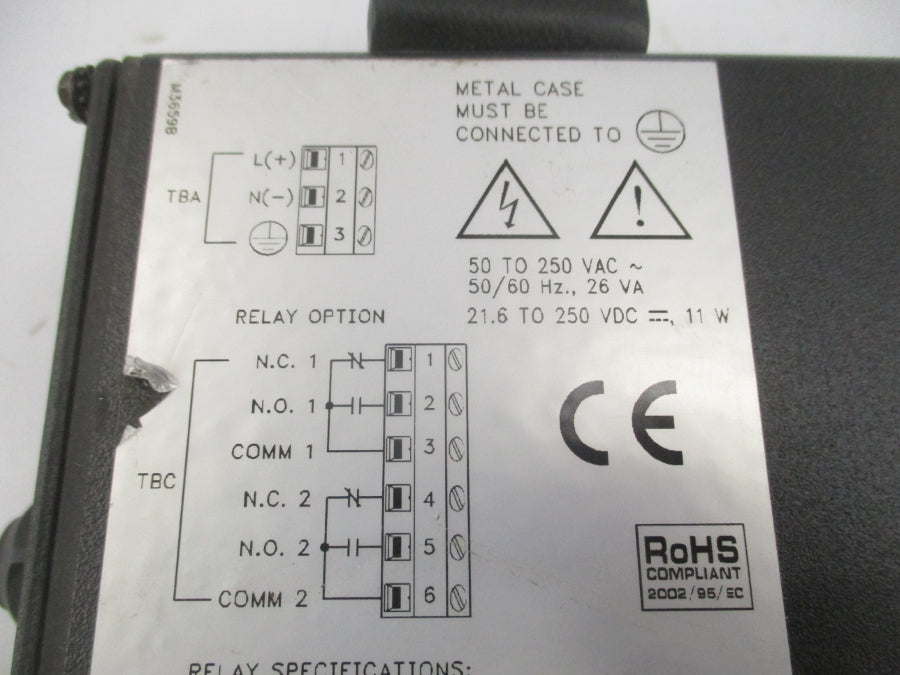 M3659B
METAL CASE
MUST BE
CONNECTED TO
TBA
L(+) 1
N(-) 2
3
50 TO 250 VAC ~
50/60 Hz., 26 VA
21.6 TO 250 VDC ⎓, 11 W
RELAY OPTION
TBC
N.C. 1 1
N.O. 1 2
COMM 1 3
N.C. 2 4
N.O. 2 5
COMM 2 6
CE
RoHS
COMPLIANT
2002/95/EC
RELAY SPECIFICATIONS: